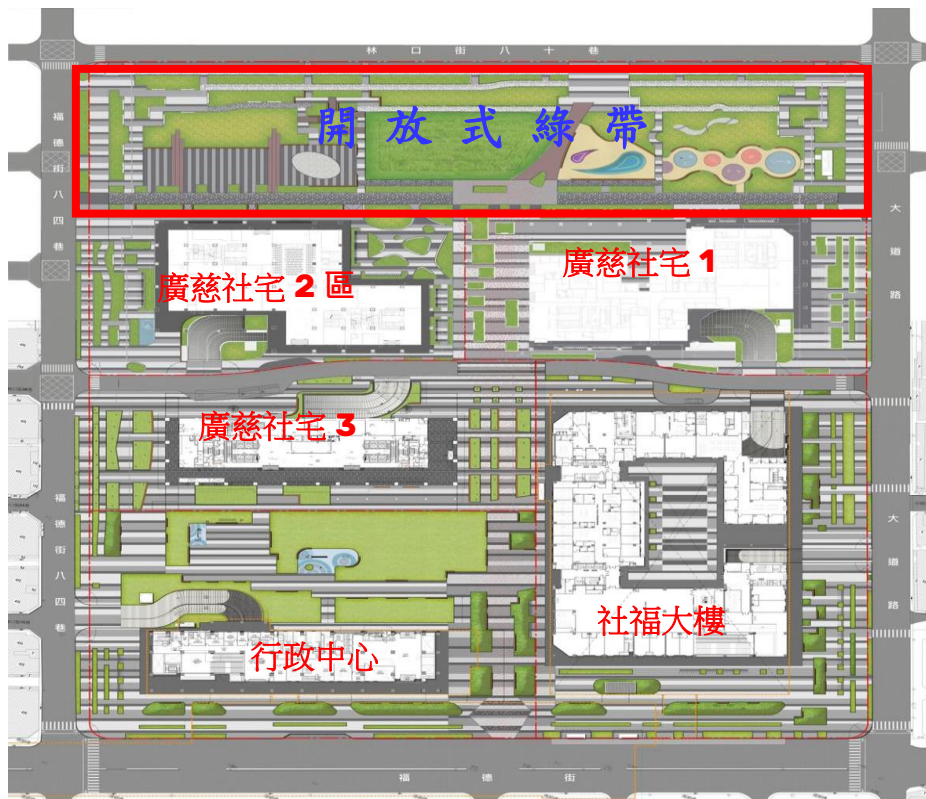 林口街八十巷
開放式綠帶
福德街八四巷
大道路
廣慈社宅 1
廣慈社宅 2 區
廣慈社宅 3
福德街八四巷
大道路
社福大樓
行政中心
福德街